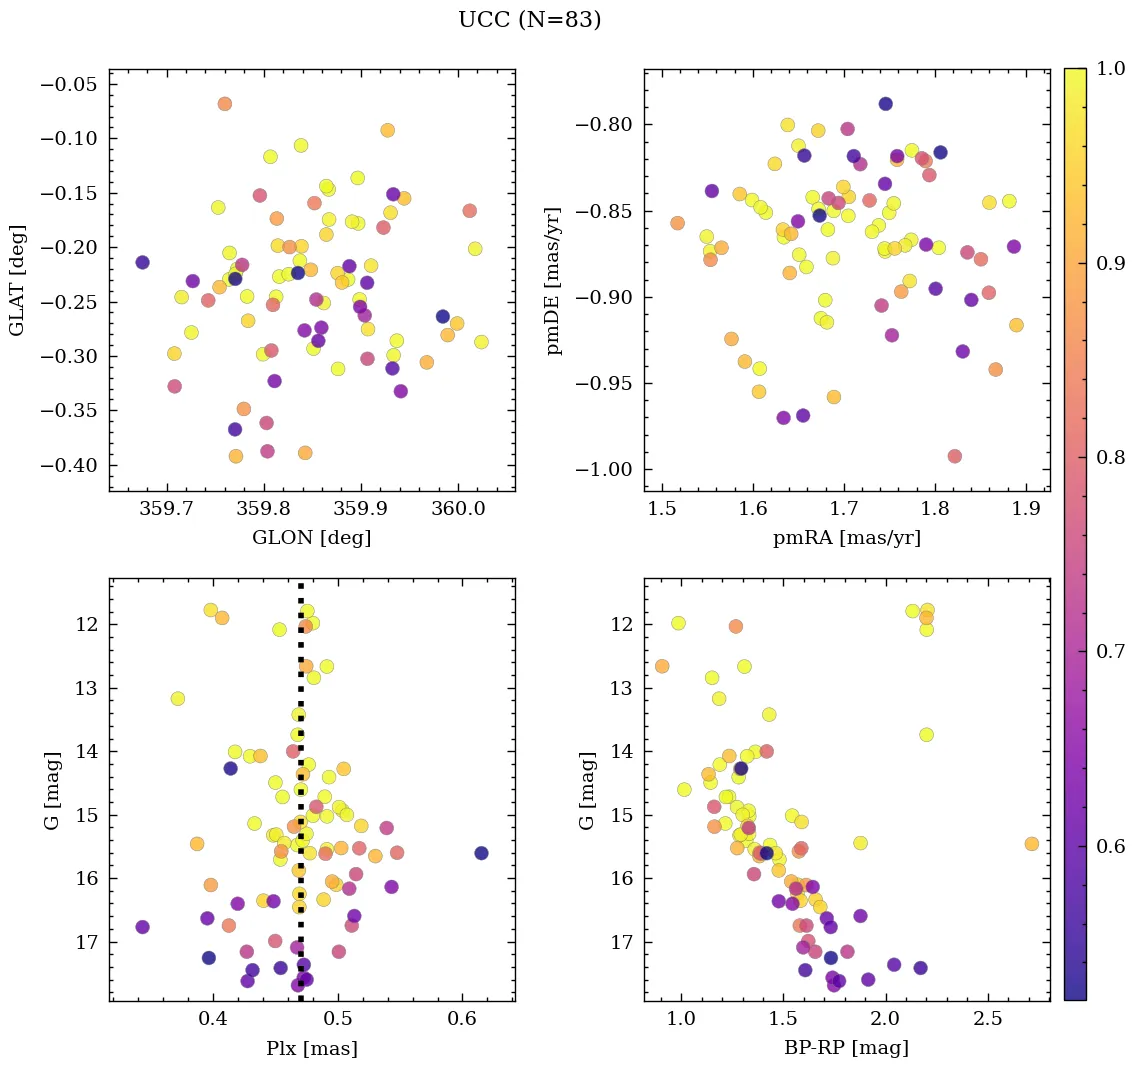 UCC (N=83)
−0.05
−0.10
−0.15
−0.20
−0.25
−0.30
−0.35
−0.40
GLAT [deg]
359.7 359.8 359.9 360.0
GLON [deg]
−0.80
−0.85
−0.90
−0.95
−1.00
pmDE [mas/yr]
1.5 1.6 1.7 1.8 1.9
pmRA [mas/yr]
12
13
14
15
16
17
G [mag]
0.4 0.5 0.6
Plx [mas]
12
13
14
15
16
17
G [mag]
1.0 1.5 2.0 2.5
BP-RP [mag]
1.0
0.9
0.8
0.7
0.6